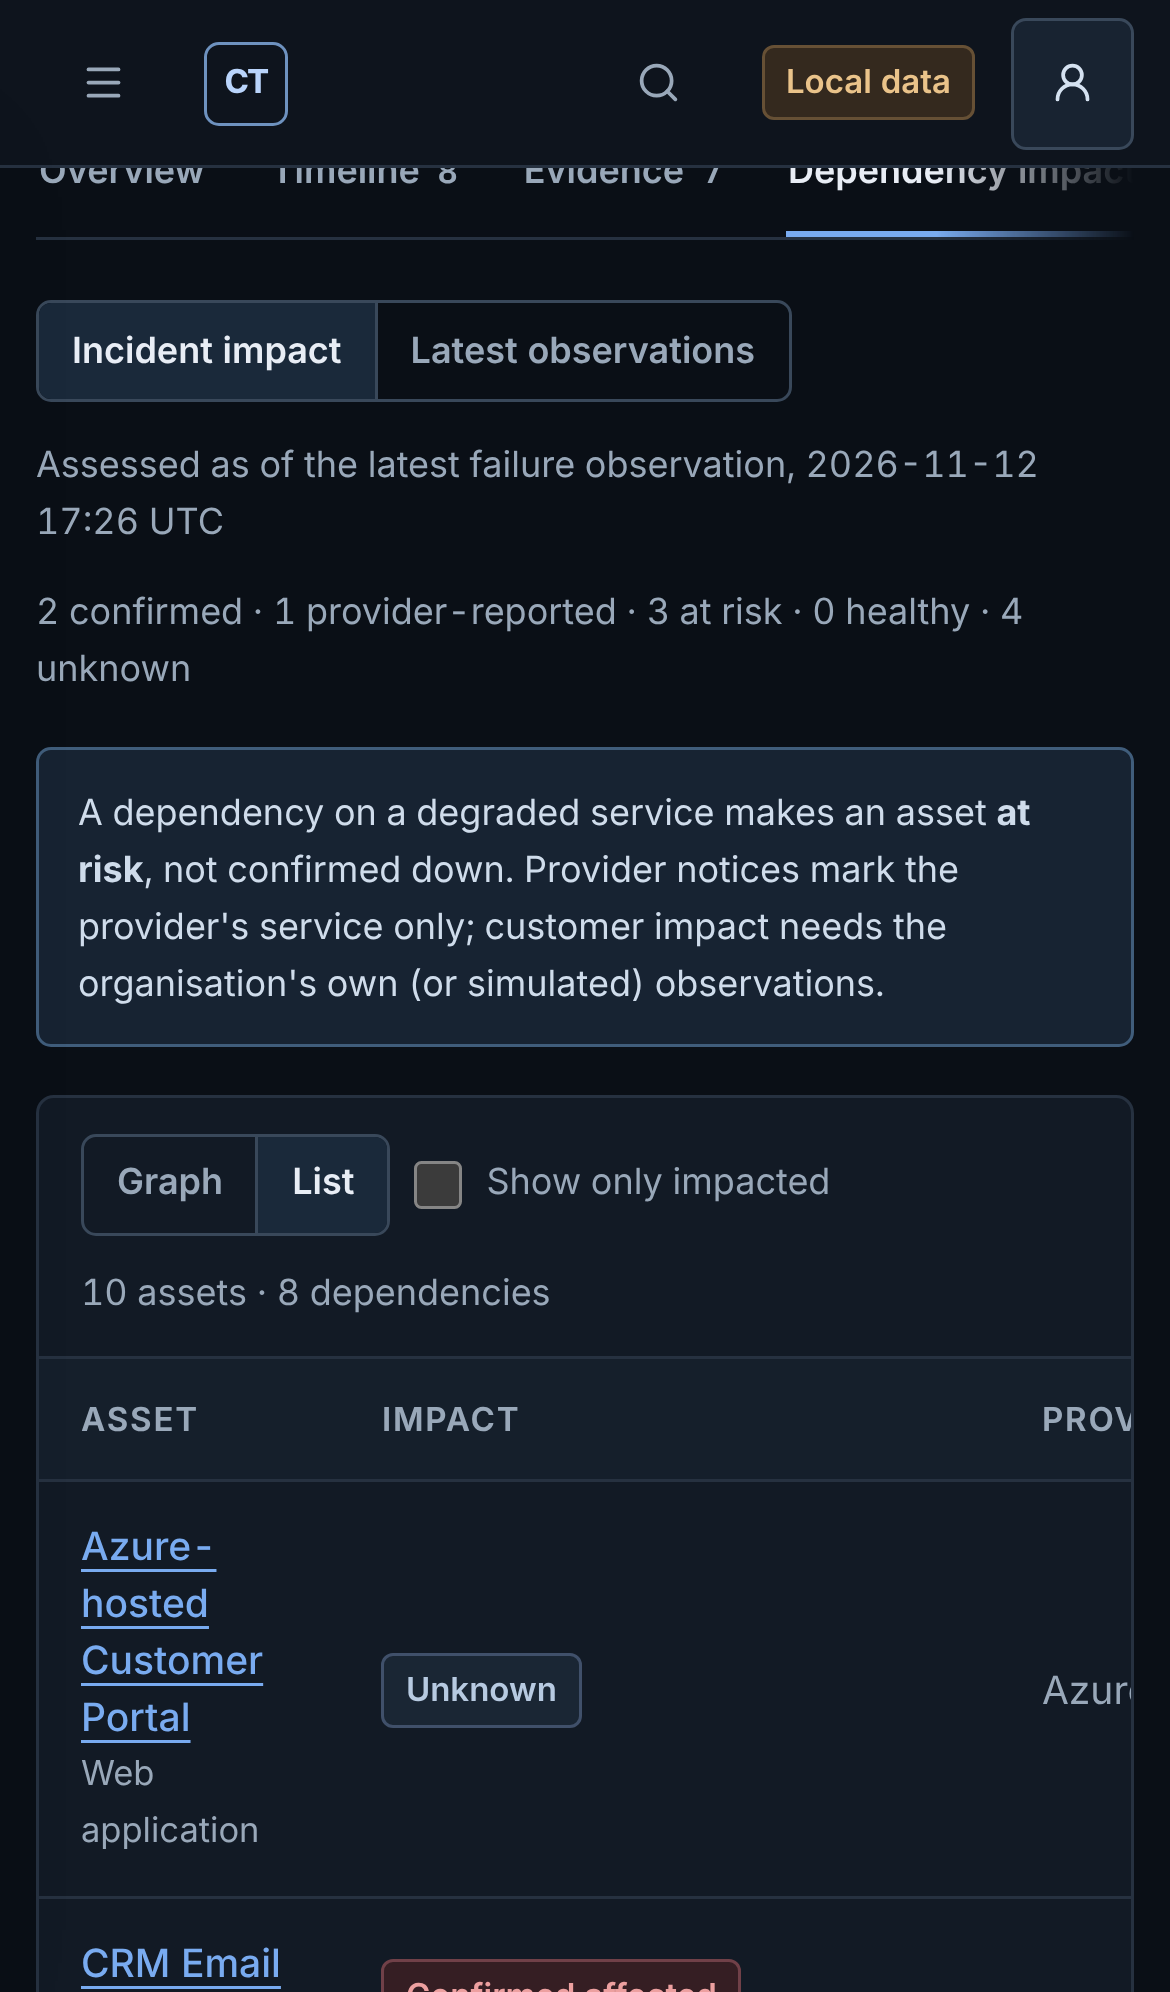 CT
Local data
Overview Timeline 8 Evidence 7 Dependency impac
Incident impact Latest observations
Assessed as of the latest failure observation, 2026-11-12
17:26 UTC
2 confirmed · 1 provider-reported · 3 at risk · 0 healthy · 4
unknown
A dependency on a degraded service makes an asset at
risk, not confirmed down. Provider notices mark the
provider's service only; customer impact needs the
organisation's own (or simulated) observations.
Graph List Show only impacted
10 assets · 8 dependencies
ASSET IMPACT PROV
Azure-
hosted
Customer
Portal
Web
application
Unknown
Azure
CRM Email
Confirmed affected